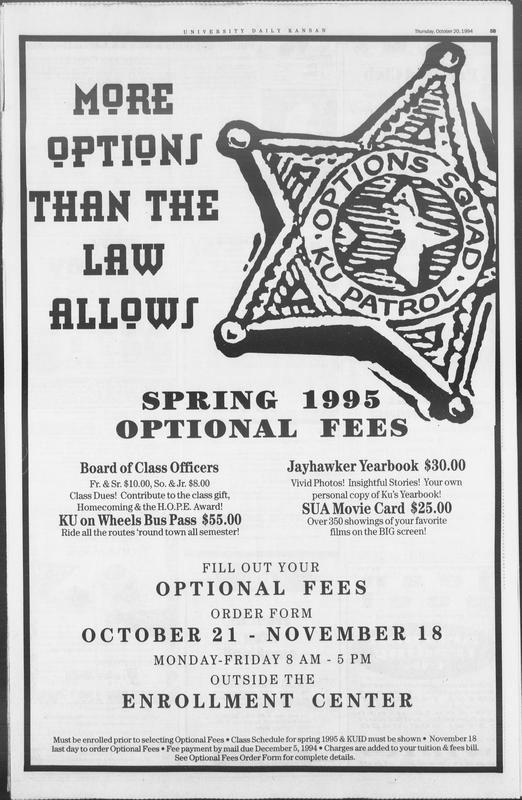 UNIVERSITY DAILY KANSAN
Thursday, October 20, 1994
5B
MORE
OPTIONS
THAN THE
LAW
ALLOWS
OPTIONS SQUAD
KU PATROL
SPRING 1995
OPTIONAL FEES
Board of Class Officers
Fr. & Sr. $10.00, So. & Jr. $8.00
Class Dues! Contribute to the class gift,
Homecoming & the H.O.P.E. Award!
KU on Wheels Bus Pass $55.00
Ride all the routes 'round town all semester!
Jayhawker Yearbook $30.00
Vivid Photos! Insightful Stories! Your own
personal copy of Ku's Yearbook!
SUA Movie Card $25.00
Over 350 showings of your favorite
films on the BIG screen!
FILL OUT YOUR
OPTIONAL FEES
ORDER FORM
OCTOBER 21 - NOVEMBER 18
MONDAY-FRIDAY 8 AM - 5 PM
OUTSIDE THE
ENROLLMENT CENTER
Must be enrolled prior to selecting Optional Fees • Class Schedule for spring 1995 & KUID must be shown • November 18
last day to order Optional Fees • Fee payment by mail due December 5, 1994 • Charges are added to your tuition & fees bill.
See Optional Fees Order Form for complete details.